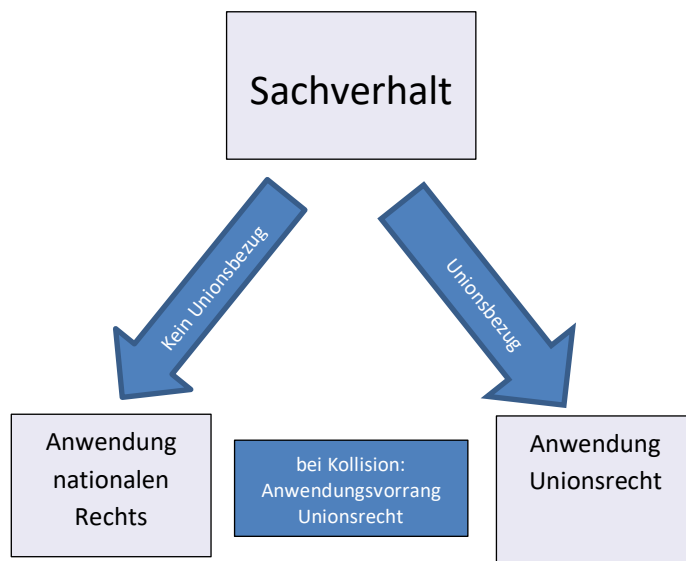 Sachverhalt
Kein Unionsbezug
Unionsbezug
Anwendung
nationalen
Rechts
bei Kollision:
Anwendungsvorrang
Unionsrecht
Anwendung
Unionsrecht